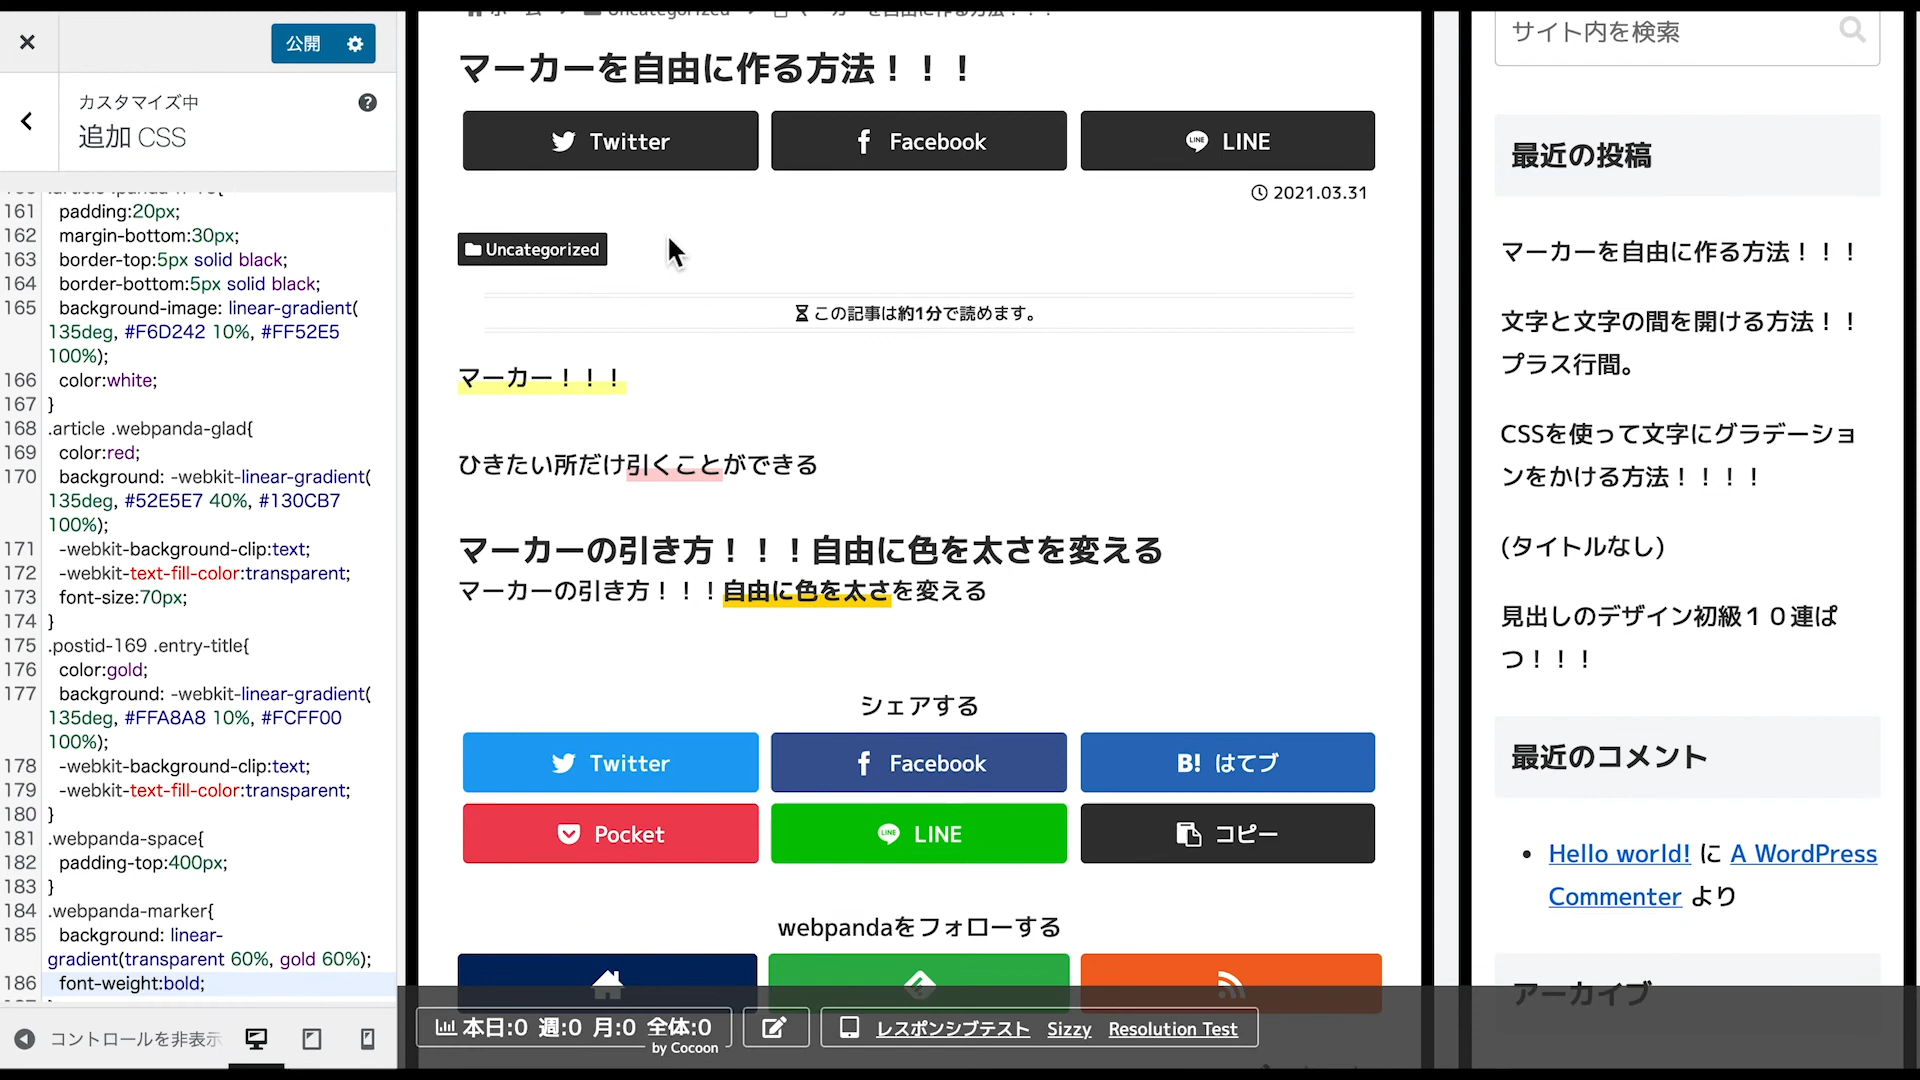 公開
カスタマイズ中
追加 CSS
161 padding:20px;
162 margin-bottom:30px;
163 border-top:5px solid black;
164 border-bottom:5px solid black;
165 background-image: linear-gradient(
135deg, #F6D242 10%, #FF52E5
100%);
166 color:white;
167 }
168 .article .webpanda-glad{
169 color:red;
170 background: -webkit-linear-gradient(
135deg, #52E5E7 40%, #130CB7
100%);
171 -webkit-background-clip:text;
172 -webkit-text-fill-color:transparent;
173 font-size:70px;
174 }
175 .postid-169 .entry-title{
176 color:gold;
177 background: -webkit-linear-gradient(
135deg, #FFA8A8 10%, #FCFF00
100%);
178 -webkit-background-clip:text;
179 -webkit-text-fill-color:transparent;
180 }
181 .webpanda-space{
182 padding-top:400px;
183 }
184 .webpanda-marker{
185 background: linear-
gradient(transparent 60%, gold 60%);
186 font-weight:bold;
コントロールを非表示
マーカーを自由に作る方法！！！
Twitter
Facebook
LINE
2021.03.31
Uncategorized
この記事は約1分で読めます。
マーカー！！！
ひきたい所だけ引くことができる
マーカーの引き方！！！自由に色を太さを変える
マーカーの引き方！！！自由に色を太さを変える
シェアする
Twitter
Facebook
B! はてブ
Pocket
LINE
コピー
webpandaをフォローする
本日:0 週:0 月:0 全体:0
by Cocoon
レスポンシブテスト Sizzy Resolution Test
サイト内を検索
最近の投稿
マーカーを自由に作る方法！！！
文字と文字の間を開ける方法！！
プラス行間。
CSSを使って文字にグラデーショ
ンをかける方法！！！！
(タイトルなし)
見出しのデザイン初級１０連ぱ
つ！！！
最近のコメント
Hello world! に A WordPress
Commenter より
アーカイブ